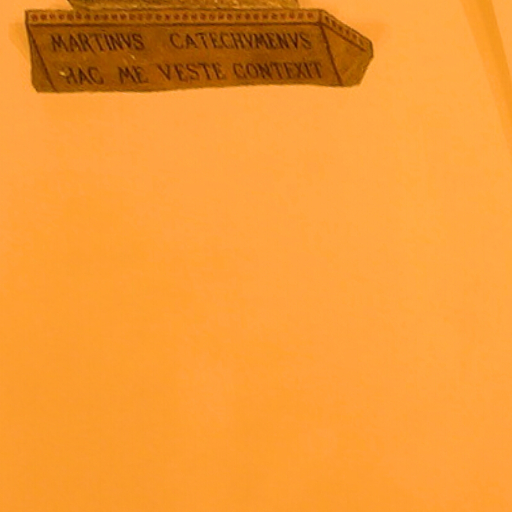 MARTINVS CATECHVMENVS
HAC ME VESTE CONTEXIT